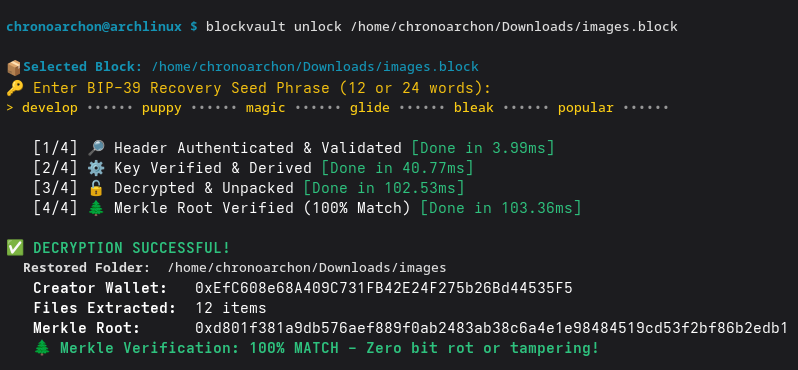 chronoarchon@archlinux $ blockvault unlock /home/chronoarchon/Downloads/images.block
📦Selected Block: /home/chronoarchon/Downloads/images.block
🔑 Enter BIP-39 Recovery Seed Phrase (12 or 24 words):
> develop •••••• puppy •••••• magic •••••• glide •••••• bleak •••••• popular ••••••
[1/4] 🔎 Header Authenticated & Validated [Done in 3.99ms]
[2/4] ⚙️ Key Verified & Derived [Done in 40.77ms]
[3/4] 🔓 Decrypted & Unpacked [Done in 102.53ms]
[4/4] 🌲 Merkle Root Verified (100% Match) [Done in 103.36ms]
✅ DECRYPTION SUCCESSFUL!
Restored Folder: /home/chronoarchon/Downloads/images
Creator Wallet: 0xEfC608e68A409C731FB42E24F275b26Bd44535F5
Files Extracted: 12 items
Merkle Root: 0xd801f381a9db576aef889f0ab2483ab38c6a4e1e98484519cd53f2bf86b2edb1
🌲 Merkle Verification: 100% MATCH - Zero bit rot or tampering!